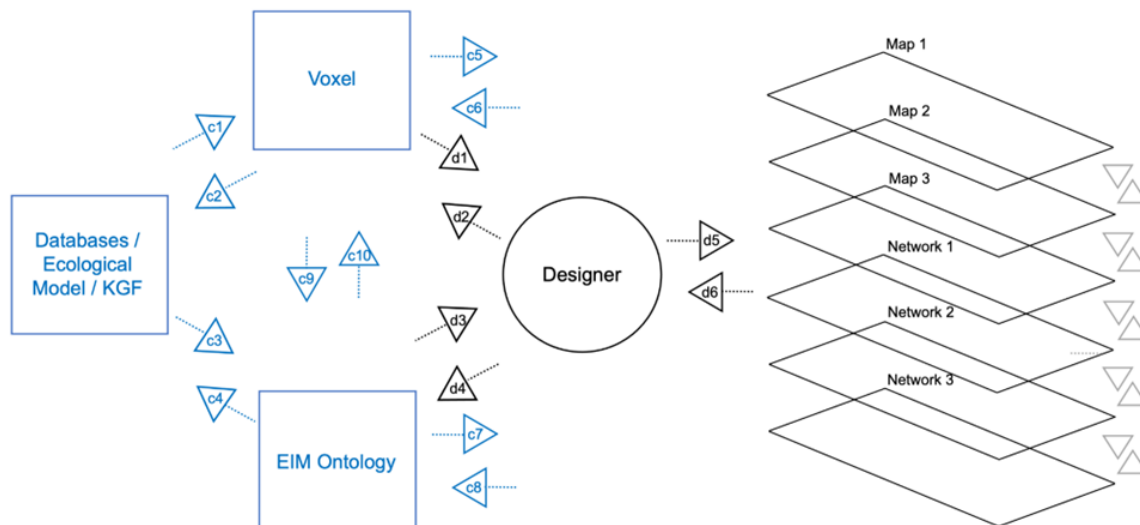 Map 1
c5
Voxel
c6
c1
Map 2
d1
c2
Map 3
d2
Databases /
Ecological
Model / KGF
d5
Network 1
c10
Designer
c9
d6
d3
Network 2
c3
d4
Network 3
c4
c7
EIM Ontology
c8